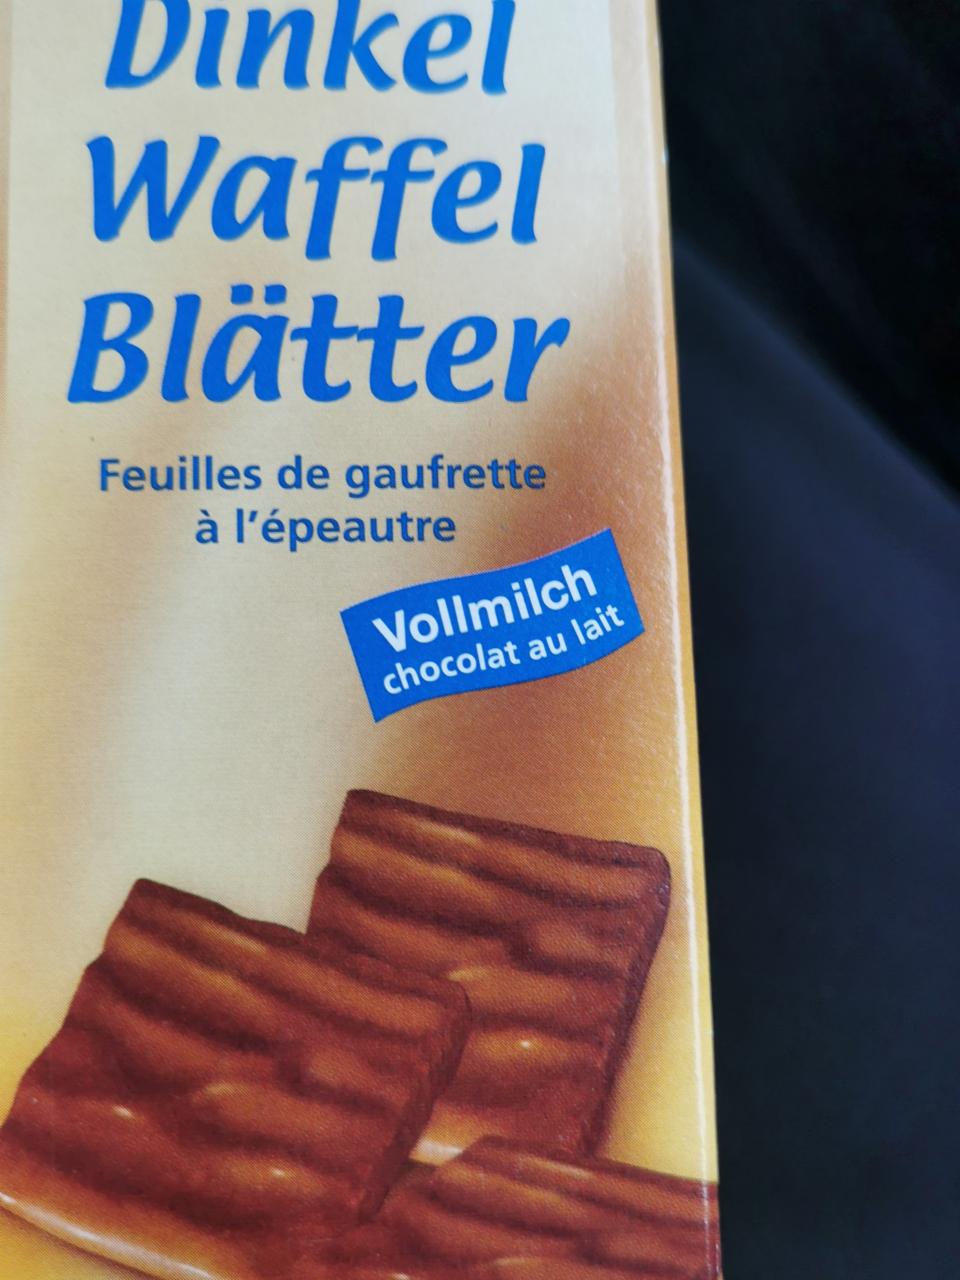 Dinkel
Waffel
Blätter
Feuilles de gaufrette
à l'épeautre
Vollmilch
chocolat au lait